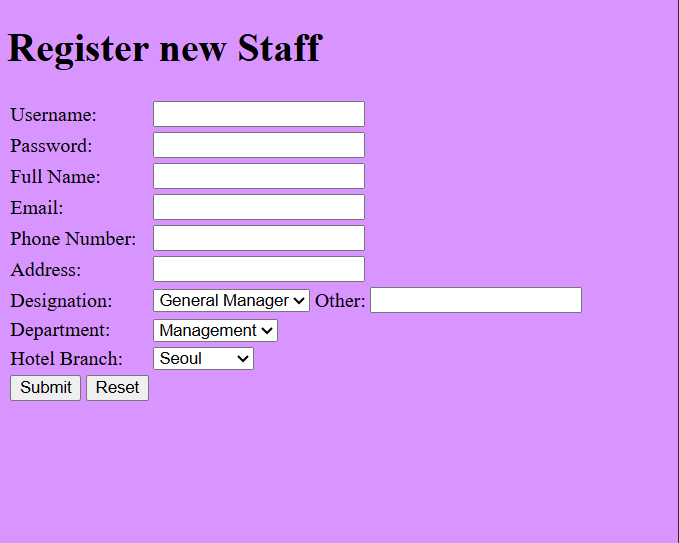 Register new Staff
Username:
Password:
Full Name:
Email:
Phone Number:
Address:
Designation: General Manager Other:
Department: Management
Hotel Branch: Seoul
Submit Reset